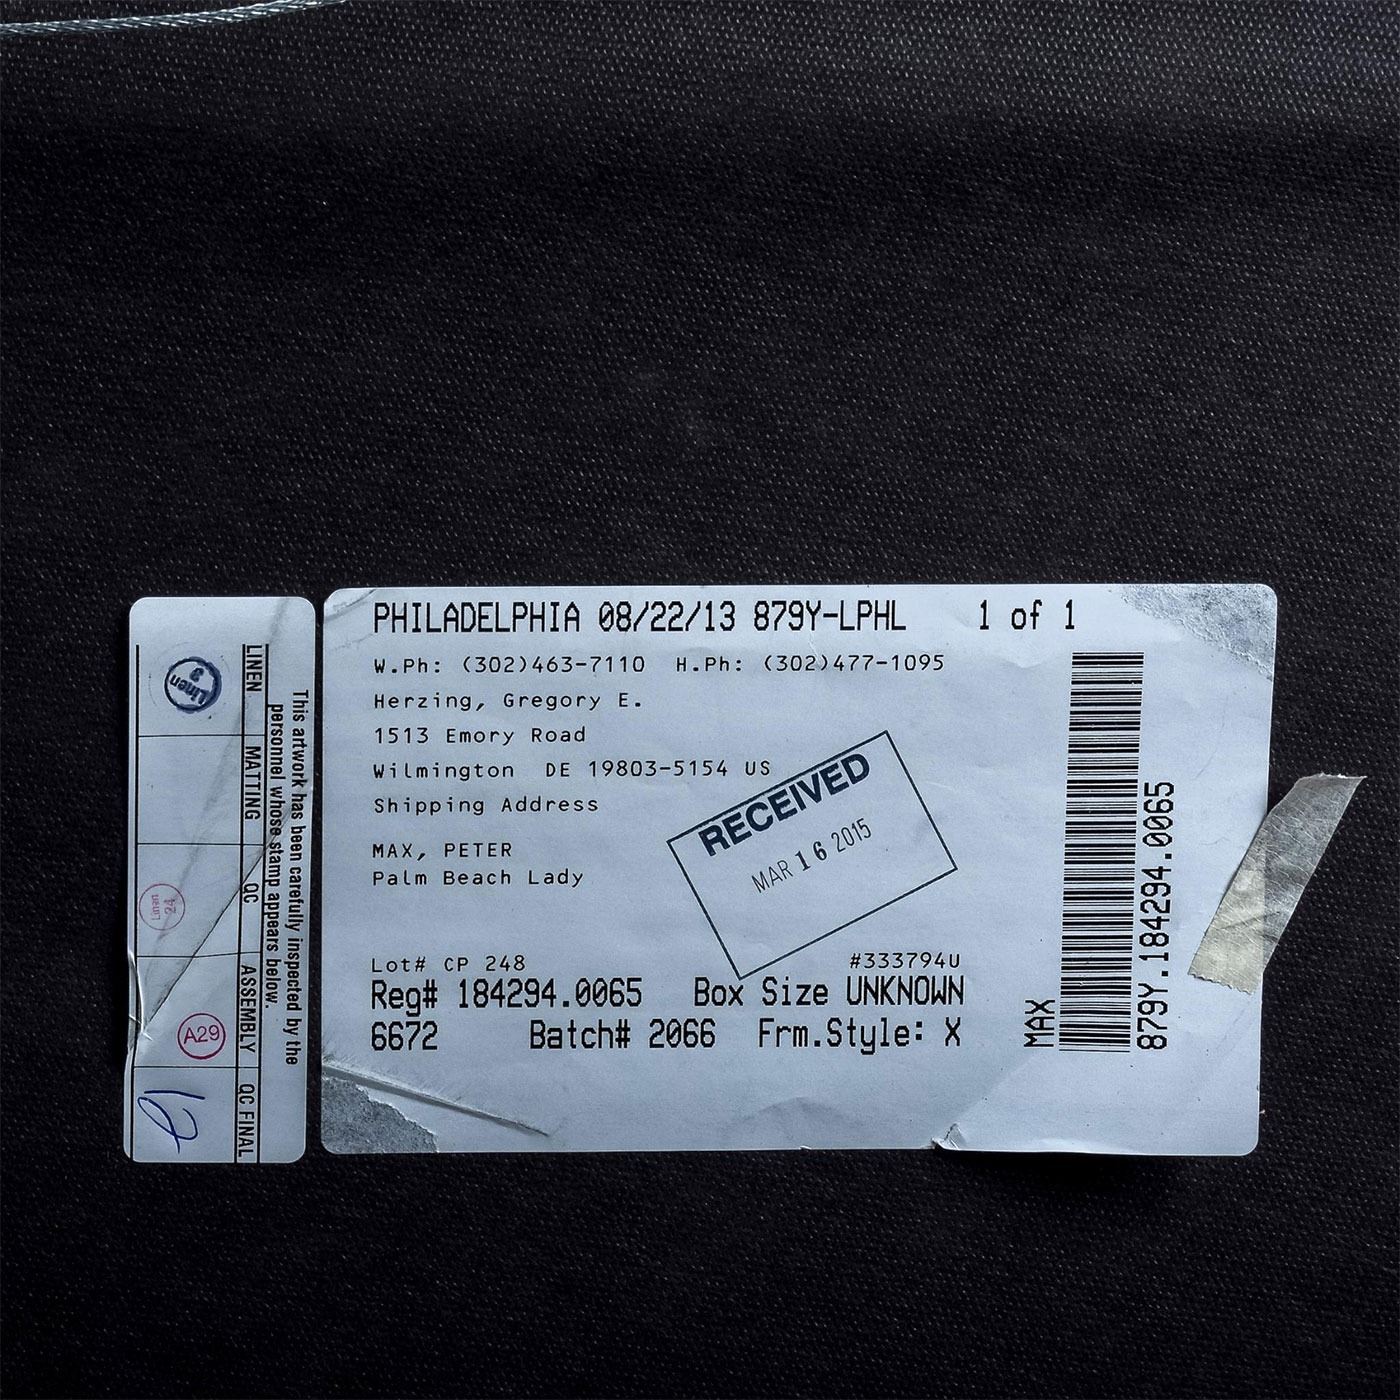 PHILADELPHIA 08/22/13 879Y-LPHL 1 of 1
W.Ph: (302)463-7110 H.Ph: (302)477-1095
Herzing, Gregory E.
1513 Emory Road
Wilmington DE 19803-5154 US
Shipping Address
MAX, PETER
Palm Beach Lady
RECEIVED
MAR 16 2015
Lot# CP 248 #333794U
Reg# 184294.0065 Box Size UNKNOWN
6672 Batch# 2066 Frm.Style: X
MAX
879Y.184294.0065
This artwork has been carefully inspected by the
personnel whose stamp appears below.
LINEN MATTING QC ASSEMBLY QC FINAL
Linen
3
Linen
24
A29